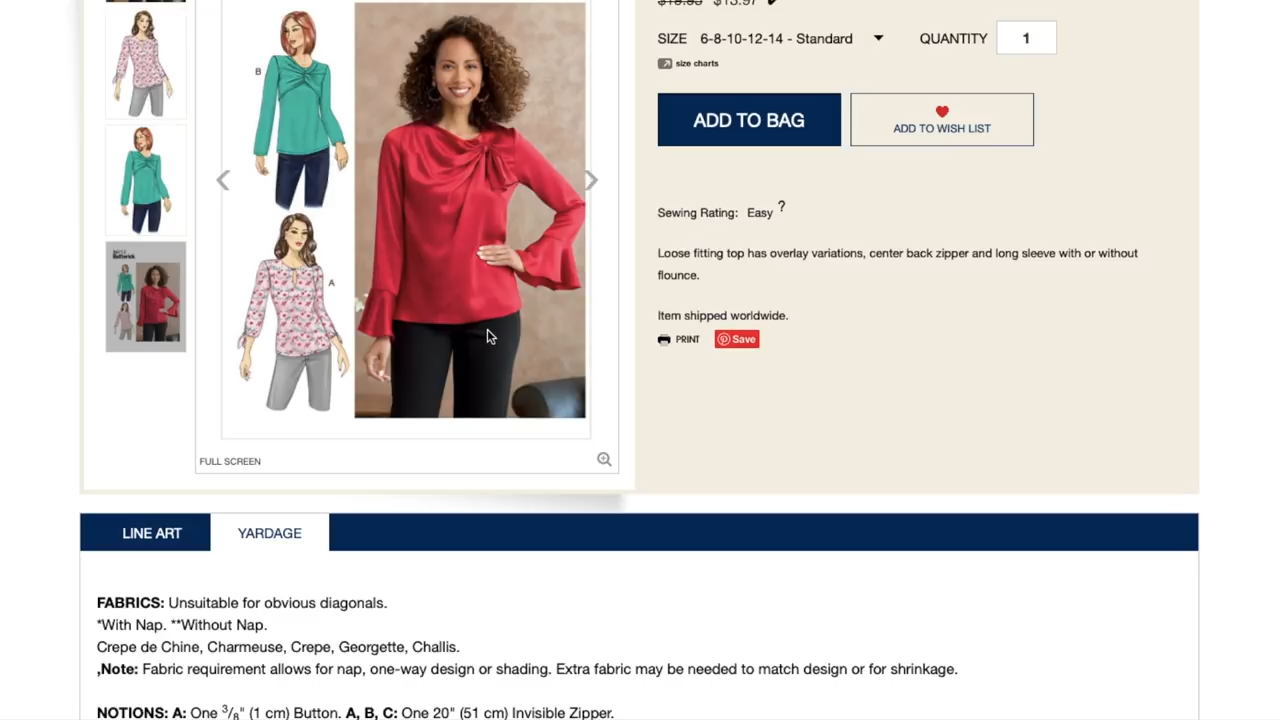 $19.95 $13.97
SIZE 6-8-10-12-14 - Standard QUANTITY 1
size charts
ADD TO BAG
ADD TO WISH LIST
Sewing Rating: Easy ?
Loose fitting top has overlay variations, center back zipper and long sleeve with or without
flounce.
Item shipped worldwide.
PRINT Save
B
A
Butterick
FULL SCREEN
LINE ART YARDAGE
FABRICS: Unsuitable for obvious diagonals.
*With Nap. **Without Nap.
Crepe de Chine, Charmeuse, Crepe, Georgette, Challis.
,Note: Fabric requirement allows for nap, one-way design or shading. Extra fabric may be needed to match design or for shrinkage.
NOTIONS: A: One 3/8" (1 cm) Button. A, B, C: One 20" (51 cm) Invisible Zipper.